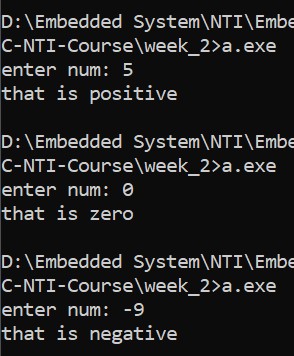 D:\Embedded System\NTI\Embe
C-NTI-Course\week_2>a.exe
enter num: 5
that is positive
D:\Embedded System\NTI\Embe
C-NTI-Course\week_2>a.exe
enter num: 0
that is zero
D:\Embedded System\NTI\Embe
C-NTI-Course\week_2>a.exe
enter num: -9
that is negative